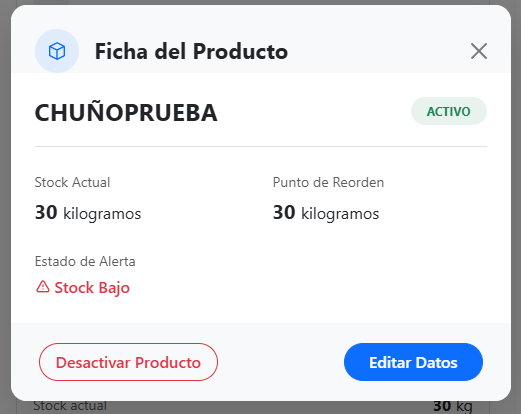 Ficha del Producto
CHUÑOPRUEBA
ACTIVO
Stock Actual
Punto de Reorden
30 kilogramos
30 kilogramos
Estado de Alerta
Stock Bajo
Desactivar Producto
Editar Datos
Stock actual
30 kg